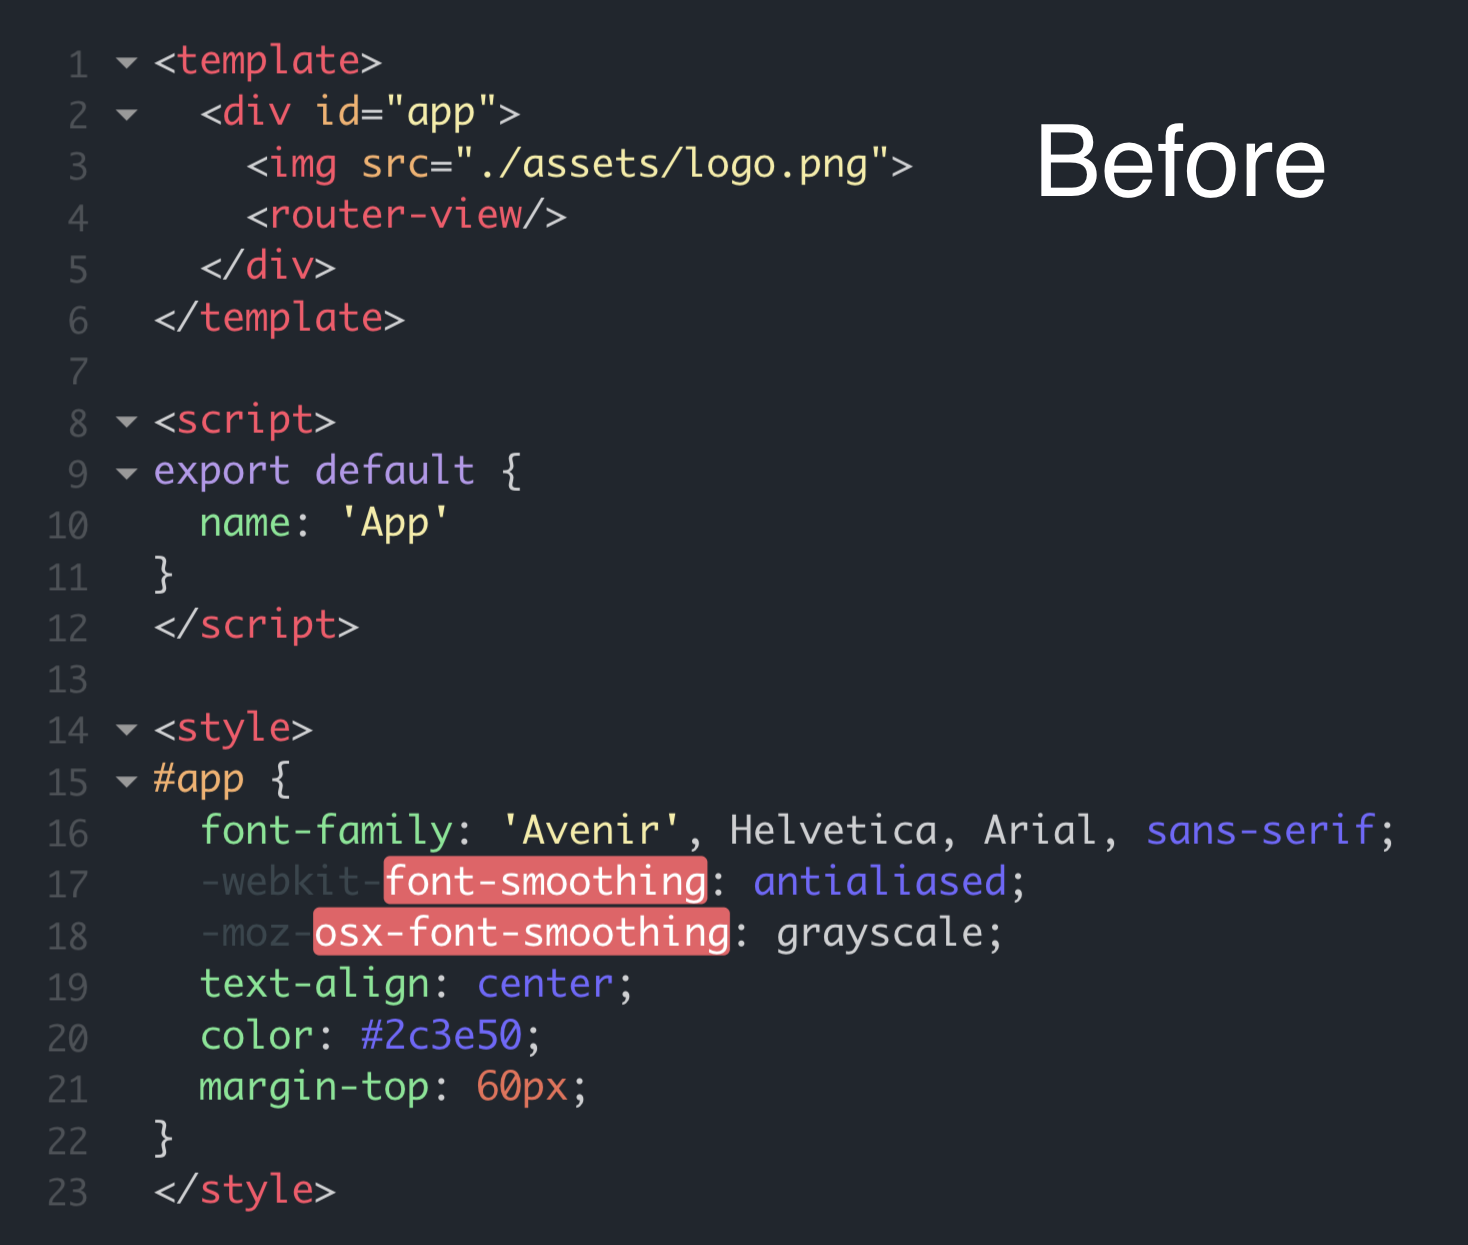 Before
1 <template>
2   <div id="app">
3     <img src="./assets/logo.png">
4     <router-view/>
5   </div>
6 </template>
7
8 <script>
9 export default {
10   name: 'App'
11 }
12 </script>
13
14 <style>
15 #app {
16   font-family: 'Avenir', Helvetica, Arial, sans-serif;
17   -webkit-font-smoothing: antialiased;
18   -moz-osx-font-smoothing: grayscale;
19   text-align: center;
20   color: #2c3e50;
21   margin-top: 60px;
22 }
23 </style>